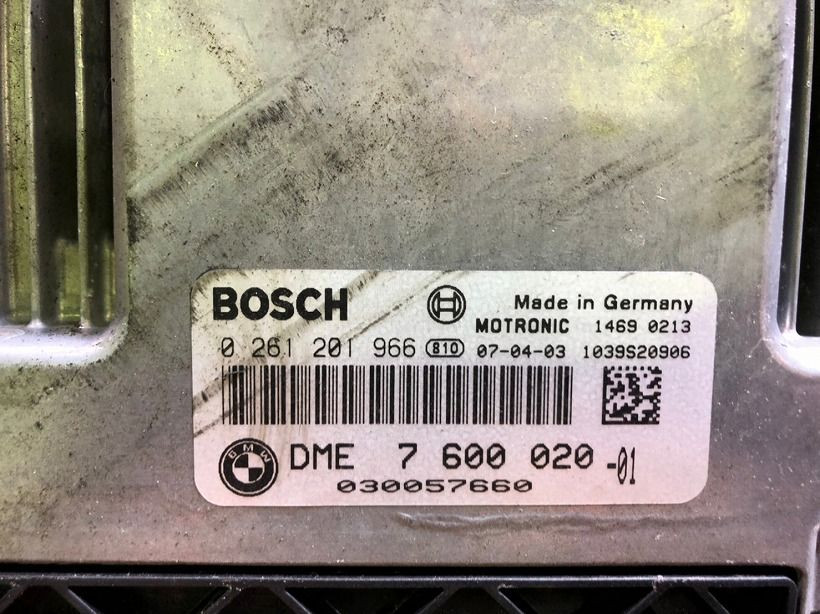 BOSCH
Made in Germany
MOTRONIC 1469 0213
0 261 201 966 810 07-04-03 1039S20906
BMW
DME 7 600 020 -01
030057660